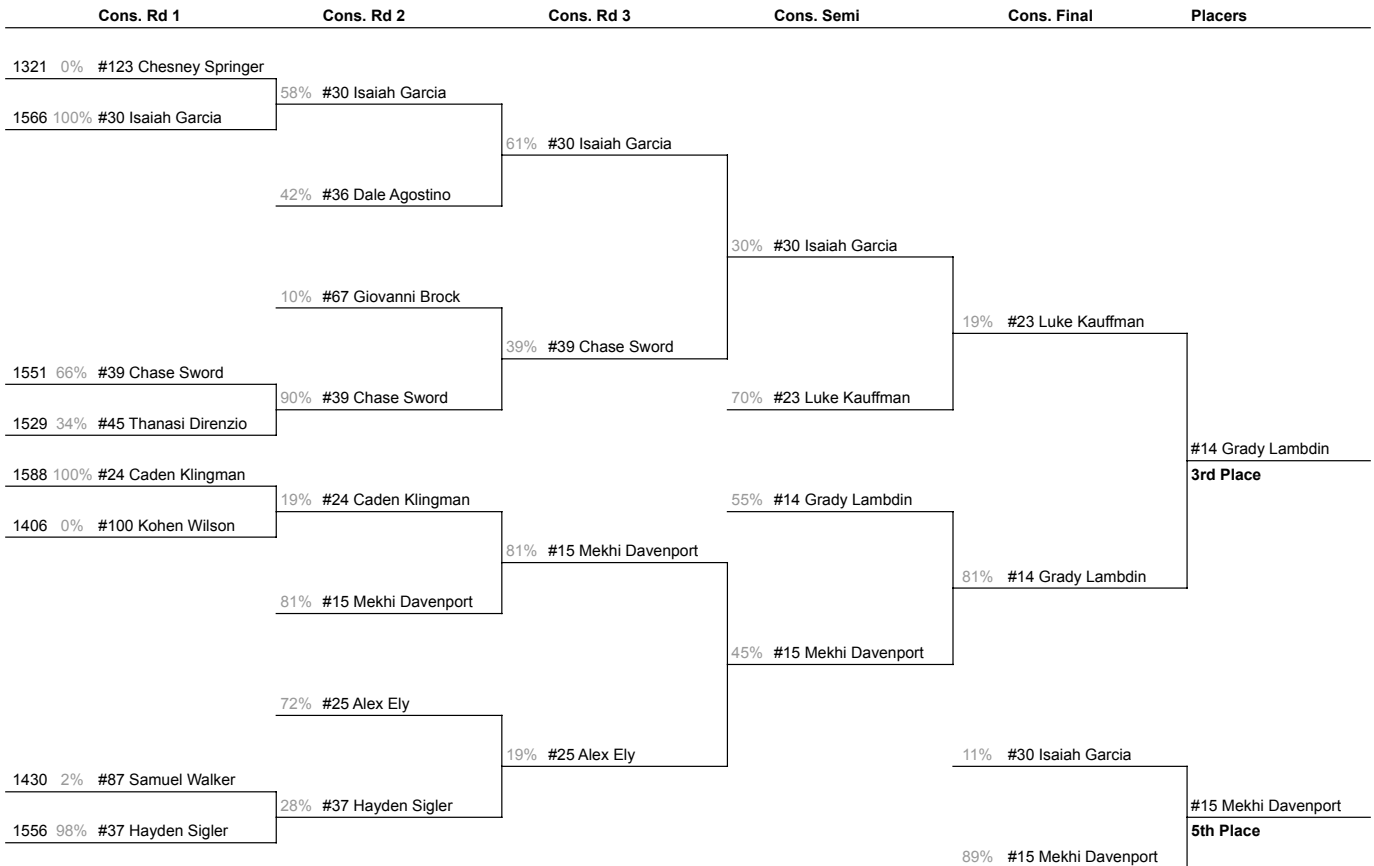 Cons. Rd 1 Cons. Rd 2 Cons. Rd 3 Cons. Semi Cons. Final Placers
1321 0% #123 Chesney Springer
58% #30 Isaiah Garcia
1566 100% #30 Isaiah Garcia
61% #30 Isaiah Garcia
42% #36 Dale Agostino
30% #30 Isaiah Garcia
10% #67 Giovanni Brock
19% #23 Luke Kauffman
39% #39 Chase Sword
1551 66% #39 Chase Sword
90% #39 Chase Sword
70% #23 Luke Kauffman
1529 34% #45 Thanasi Direnzio
#14 Grady Lambdin
1588 100% #24 Caden Klingman
3rd Place
19% #24 Caden Klingman
55% #14 Grady Lambdin
1406 0% #100 Kohen Wilson
81% #15 Mekhi Davenport
81% #14 Grady Lambdin
81% #15 Mekhi Davenport
45% #15 Mekhi Davenport
72% #25 Alex Ely
19% #25 Alex Ely
11% #30 Isaiah Garcia
1430 2% #87 Samuel Walker
28% #37 Hayden Sigler
#15 Mekhi Davenport
1556 98% #37 Hayden Sigler
5th Place
89% #15 Mekhi Davenport